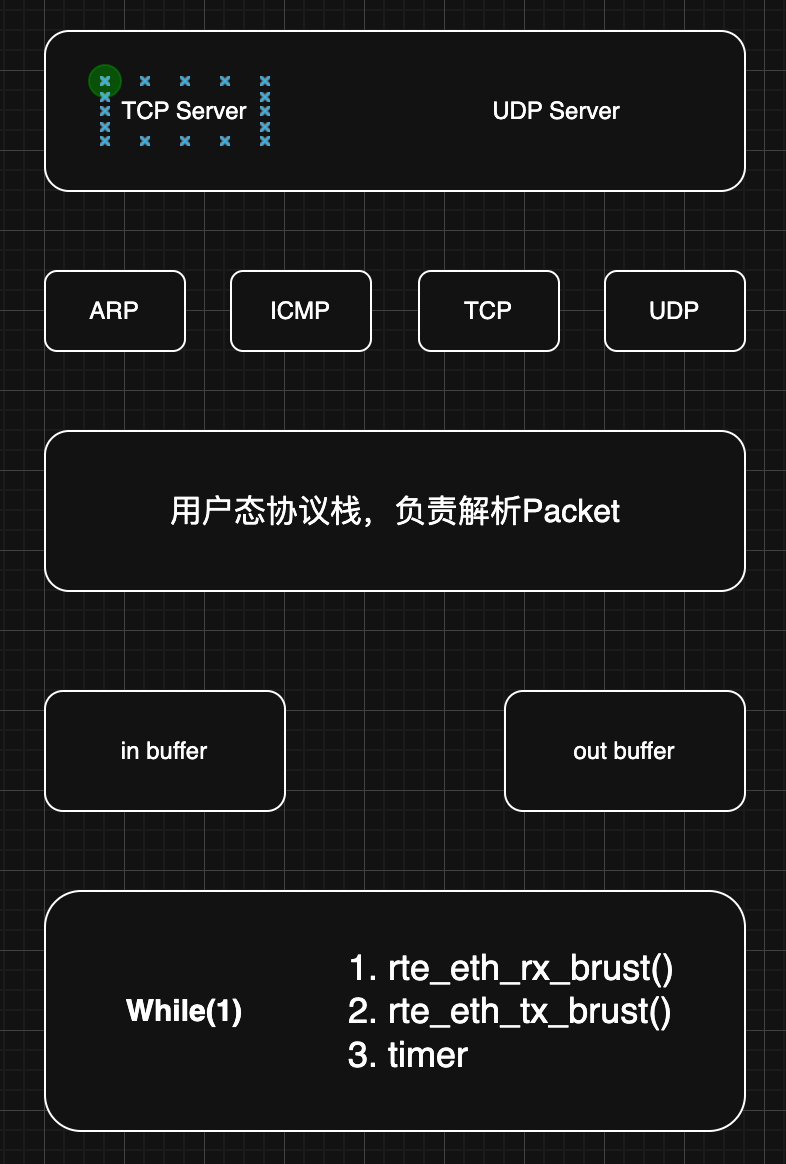 TCP Server
UDP Server
ARP
ICMP
TCP
UDP
用户态协议栈，负责解析Packet
in buffer
out buffer
While(1)
1. rte_eth_rx_brust()
2. rte_eth_tx_brust()
3. timer